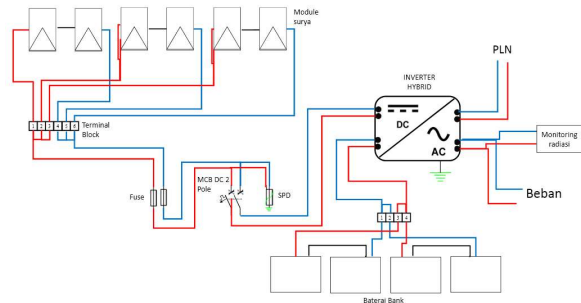 Module
surya
PLN
INVERTER
HYBRID
DC
AC
Monitoring
radiasi
1 2 3 4 5 6
Terminal
Block
MCB DC 2
Pole
Fuse
SPD
Beban
1 2 3 4
Baterai Bank